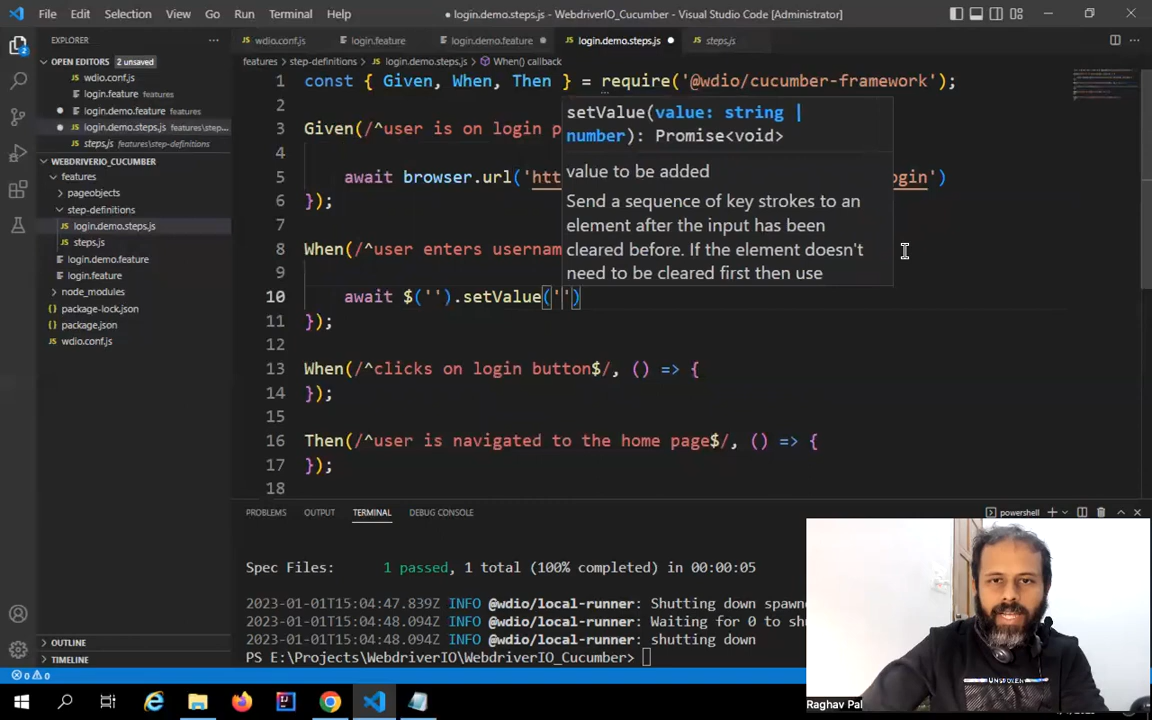 File Edit Selection View Go Run Terminal Help
● login.demo.steps.js - WebdriverIO_Cucumber - Visual Studio Code [Administrator]
EXPLORER ···
wdio.conf.js login.feature login.demo.feature ● login.demo.steps.js ● steps.js
features > step-definitions > login.demo.steps.js > When() callback
OPEN EDITORS 2 unsaved
wdio.conf.js
login.feature
● login.demo.feature
● login.demo.steps.js features\step...
steps.js features\step-definitions
WEBDRIVERIO_CUCUMBER
features
pageobjects
step-definitions
login.demo.steps.js
steps.js
login.demo.feature
login.feature
node_modules
package-lock.json
package.json
wdio.conf.js
OUTLINE
TIMELINE
1 const { Given, When, Then } = require('@wdio/cucumber-framework');
2
3 Given(/^user is on login p
4
5 await browser.url('htt ogin')
6 });
7
8 When(/^user enters usernam
9
10 await $('').setValue('')
11 });
12
13 When(/^clicks on login button$/, () => {
14 });
15
16 Then(/^user is navigated to the home page$/, () => {
17 });
18
setValue(value: string |
number): Promise<void>
value to be added
Send a sequence of key strokes to an
element after the input has been
cleared before. If the element doesn't
need to be cleared first then use
PROBLEMS OUTPUT TERMINAL DEBUG CONSOLE powershell
Spec Files: 1 passed, 1 total (100% completed) in 00:00:05
2023-01-01T15:04:47.839Z INFO @wdio/local-runner: Shutting down spawn
2023-01-01T15:04:48.094Z INFO @wdio/local-runner: Waiting for 0 to sh
2023-01-01T15:04:48.094Z INFO @wdio/local-runner: shutting down
PS E:\Projects\WebdriverIO\WebdriverIO_Cucumber>
0 0
UNSPOKEN
Raghav Pal